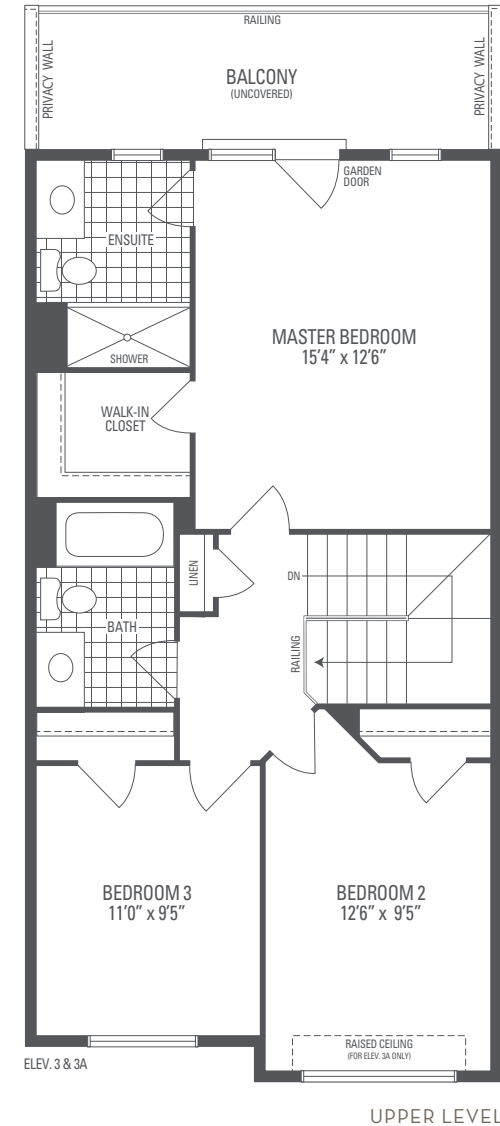 RAILING
PRIVACY WALL
BALCONY
(UNCOVERED)
PRIVACY WALL
GARDEN
DOOR
ENSUITE
MASTER BEDROOM
15'4" x 12'6"
SHOWER
WALK-IN
CLOSET
LINEN
DN
BATH
RAILING
BEDROOM 3
11'0" x 9'5"
BEDROOM 2
12'6" x 9'5"
RAISED CEILING
(FOR ELEV. 3A ONLY)
ELEV. 3 & 3A
UPPER LEVEL